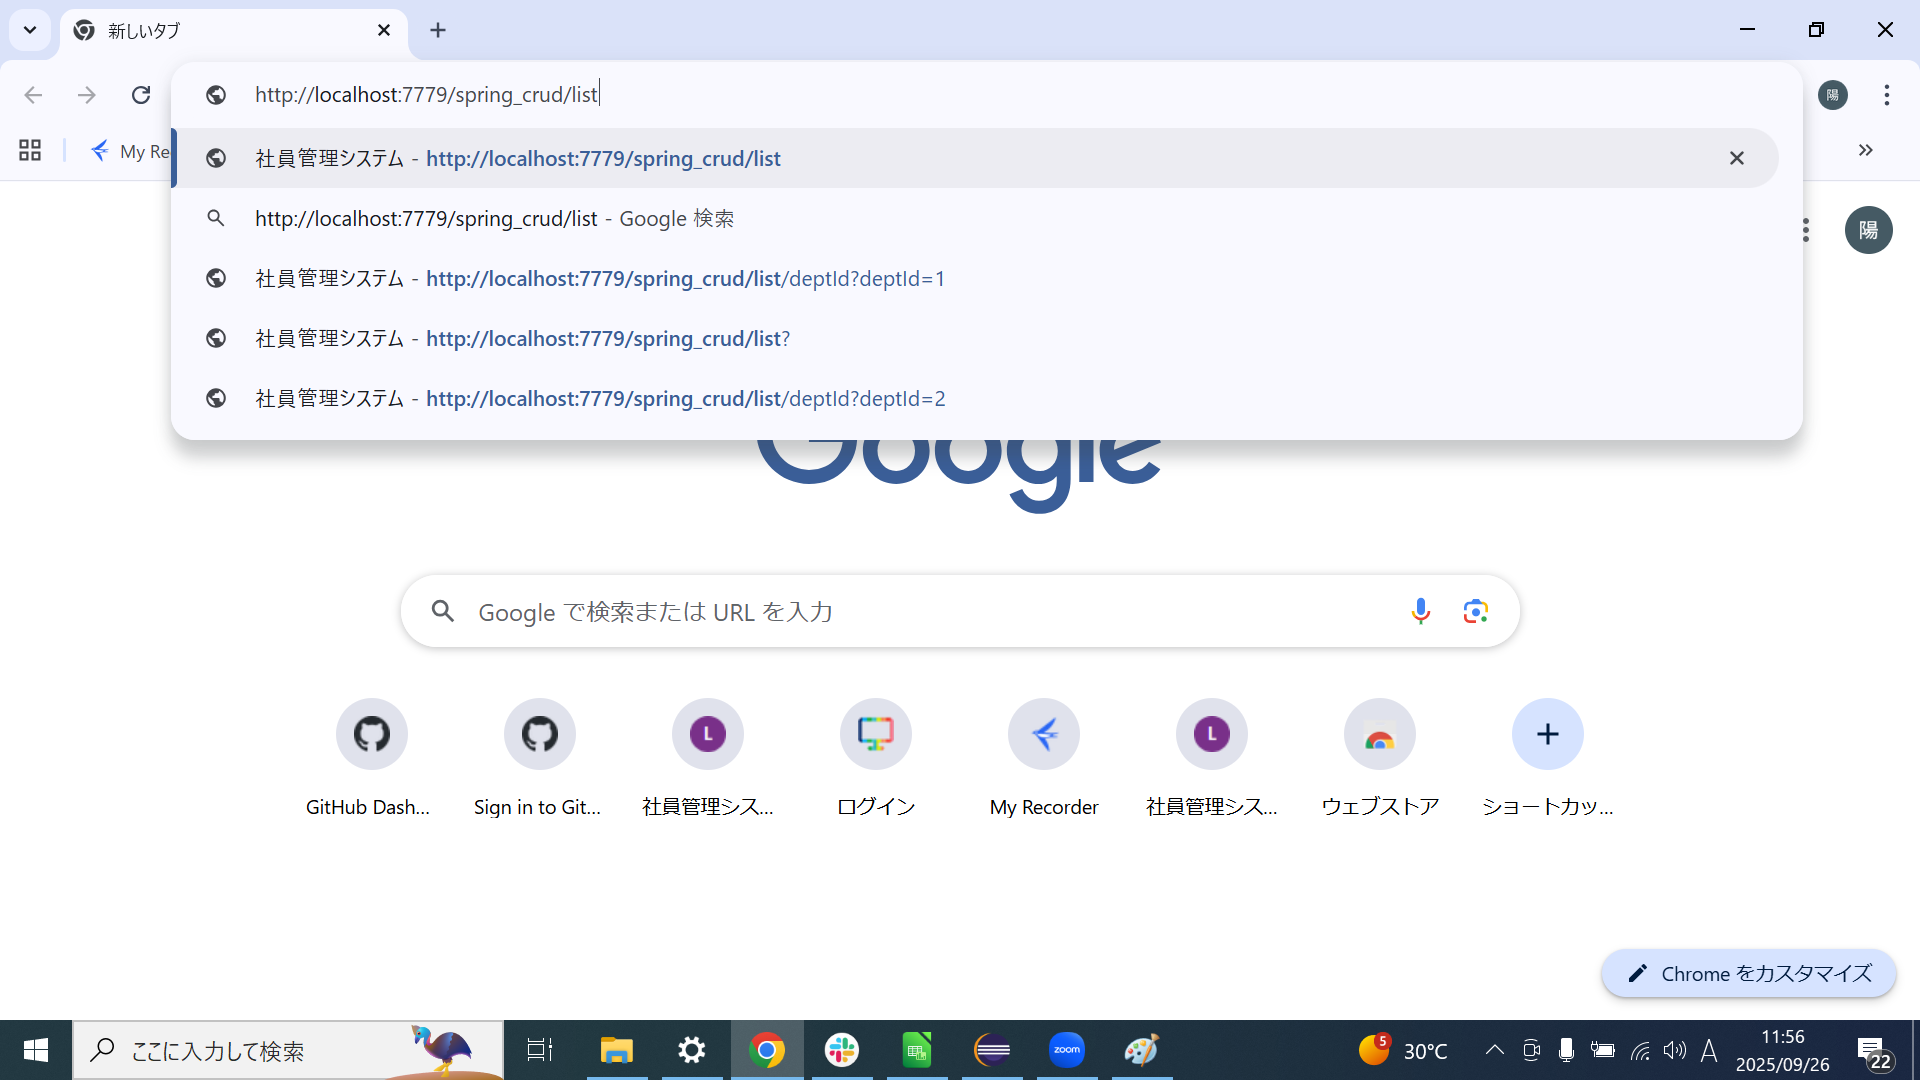 新しいタブ
http://localhost:7779/spring_crud/list
陽
My Re
社員管理システム - http://localhost:7779/spring_crud/list
http://localhost:7779/spring_crud/list - Google 検索
陽
社員管理システム - http://localhost:7779/spring_crud/list/deptId?deptId=1
社員管理システム - http://localhost:7779/spring_crud/list?
社員管理システム - http://localhost:7779/spring_crud/list/deptId?deptId=2
Google
Google で検索または URL を入力
L
L
GitHub Dash...
Sign in to Git...
社員管理シス...
ログイン
My Recorder
社員管理シス...
ウェブストア
ショートカッ...
Chrome をカスタマイズ
ここに入力して検索
zoom
5
30°C
A
11:56
2025/09/26
22